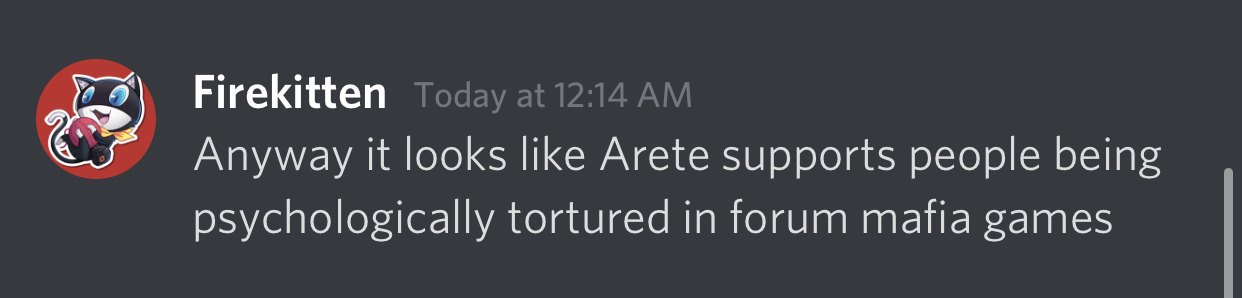 Firekitten Today at 12:14 AM
Anyway it looks like Arete supports people being
psychologically tortured in forum mafia games